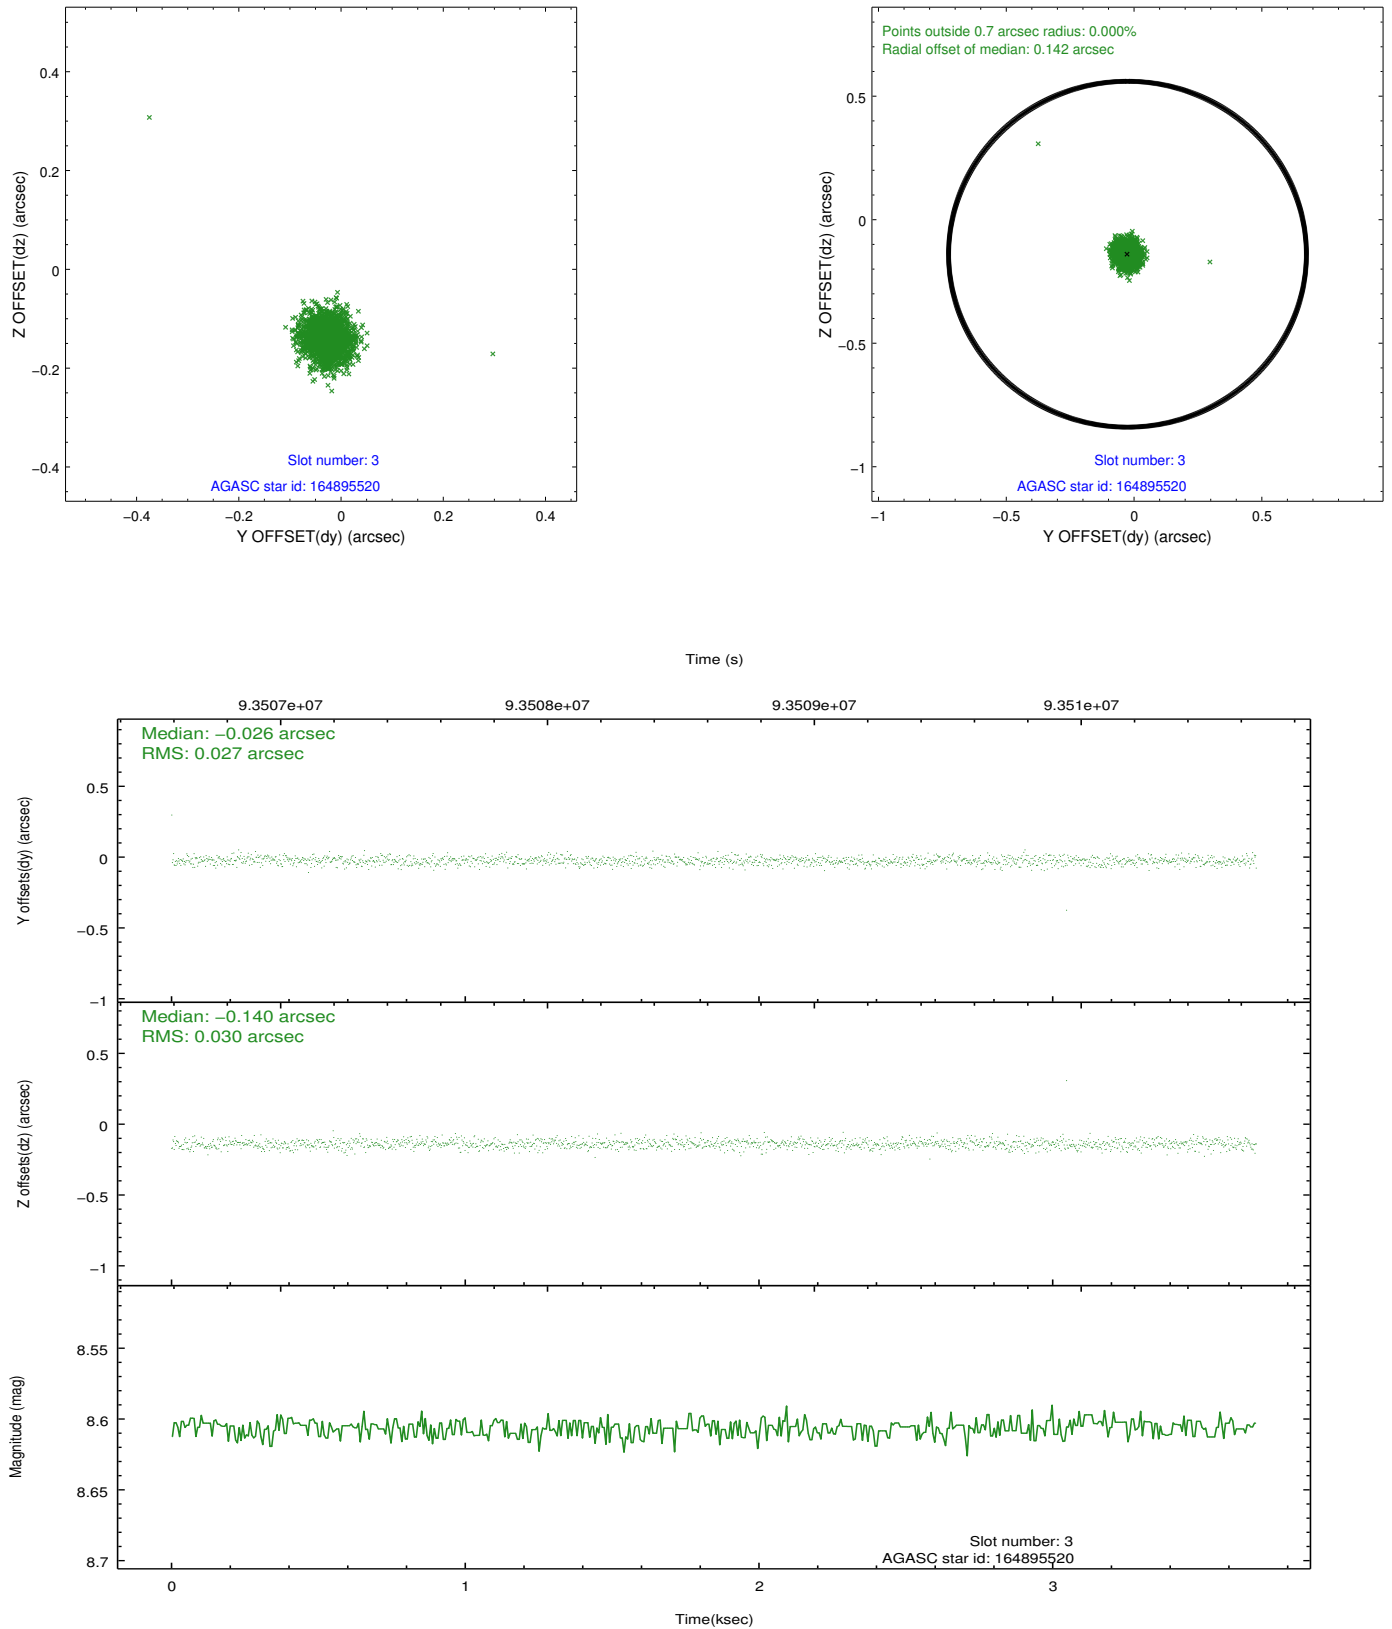 0.4
0.2
0
−0.2
−0.4
Z OFFSET(dz) (arcsec)
Slot number: 3
AGASC star id: 164895520
−0.4
−0.2
0
0.2
0.4
Y OFFSET(dy) (arcsec)
Points outside 0.7 arcsec radius: 0.000%
Radial offset of median: 0.142 arcsec
0.5
0
−0.5
−1
Z OFFSET(dz) (arcsec)
Slot number: 3
AGASC star id: 164895520
−1
−0.5
0
0.5
Y OFFSET(dy) (arcsec)
Time (s)
9.3507e+07
9.3508e+07
9.3509e+07
9.351e+07
Median: −0.026 arcsec
RMS: 0.027 arcsec
0.5
0
−0.5
−1
Y offsets(dy) (arcsec)
Median: −0.140 arcsec
RMS: 0.030 arcsec
0.5
0
−0.5
−1
Z offsets(dz) (arcsec)
8.55
8.6
8.65
8.7
Magnitude (mag)
Slot number: 3
AGASC star id: 164895520
0
1
2
3
Time(ksec)